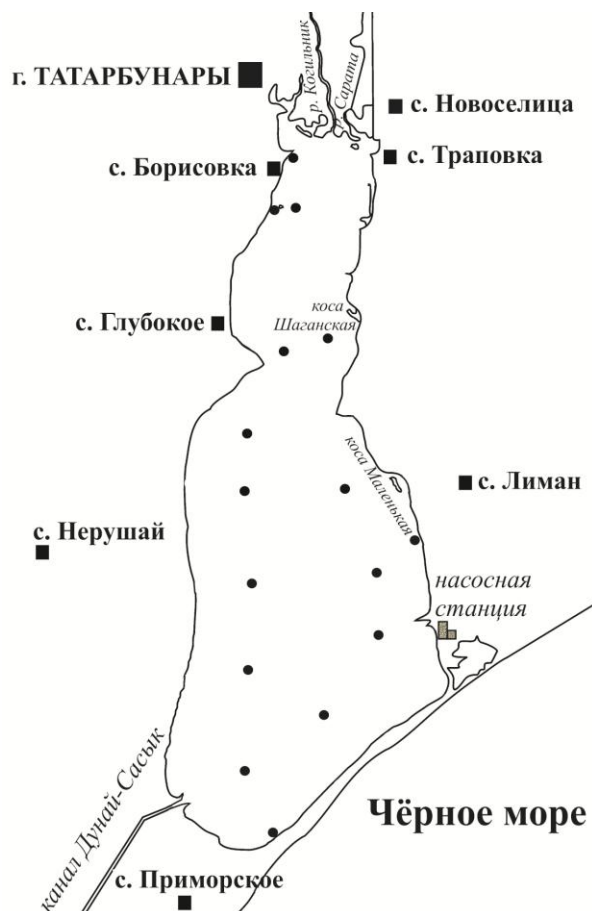 р. Когильник
р. Сарата
г. ТАТАРБУНАРЫ
с. Новоселица
с. Борисовка
с. Траповка
с. Глубокое
коса
Шаганская
коса Маленькая
с. Лиман
с. Нерушай
насосная
станция
канал Дунай-Сасык
Чёрное море
с. Приморское